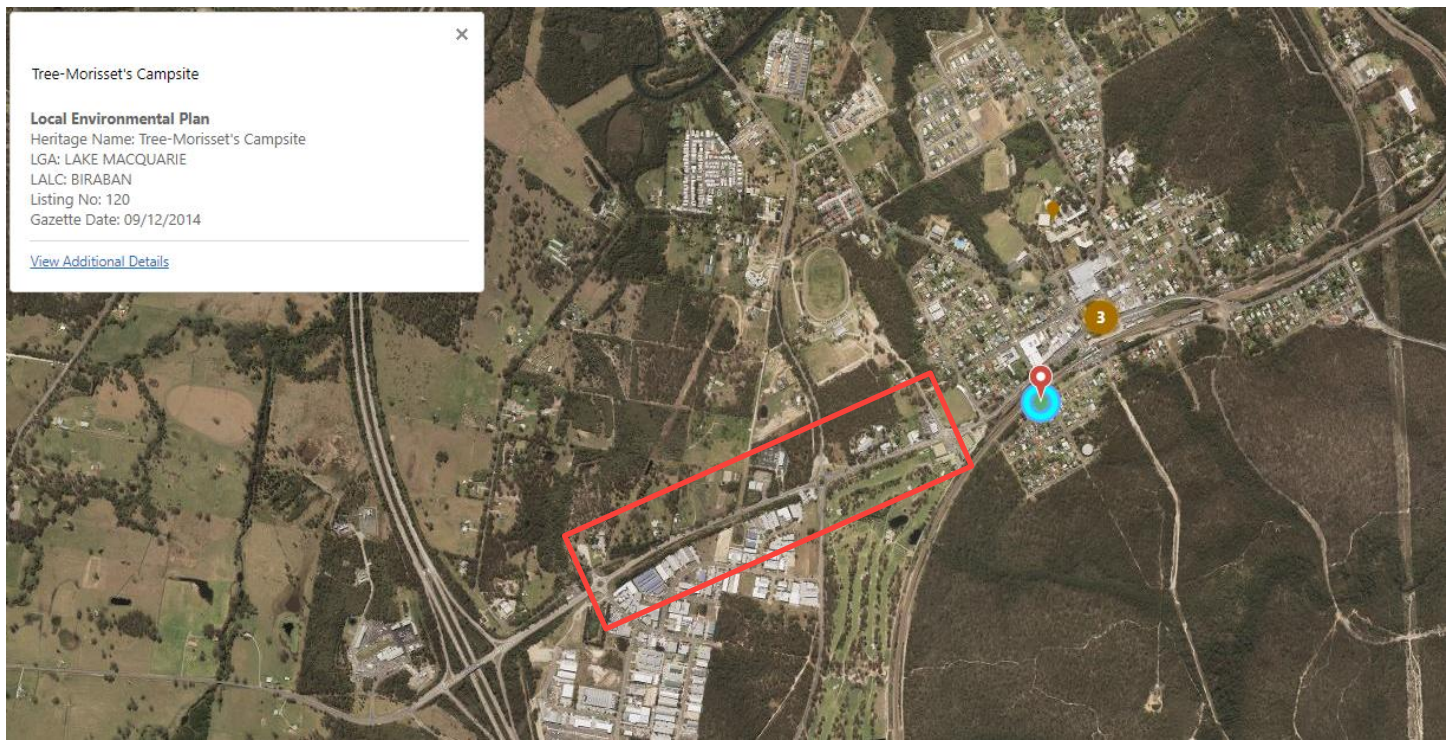 ×
Tree-Morisset's Campsite
Local Environmental Plan
Heritage Name: Tree-Morisset's Campsite
LGA: LAKE MACQUARIE
LALC: BIRABAN
Listing No: 120
Gazette Date: 09/12/2014
View Additional Details
3